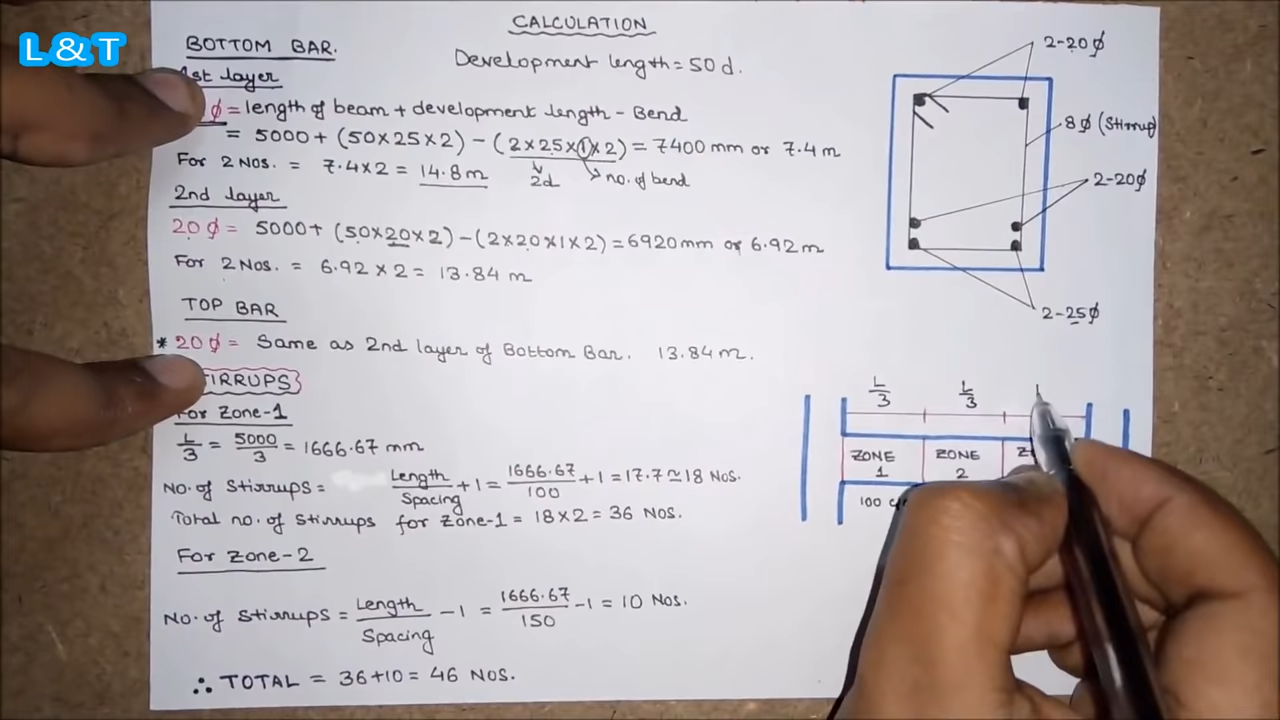 L&T
CALCULATION
BOTTOM BAR.
Development length = 50 d.
1st layer
ϕ = length of beam + development length - Bend
= 5000 + (50×25×2) - (2×25×1×2) = 7400 mm or 7.4 m
2d
no. of bend
For 2 Nos. = 7.4×2 = 14.8 m
2nd layer
20 ϕ = 5000 + (50×20×2) - (2×20×1×2) = 6920 mm or 6.92 m
For 2 Nos. = 6.92 × 2 = 13.84 m
TOP BAR
* 20 ϕ = Same as 2nd layer of Bottom Bar. 13.84 m.
STIRRUPS
For Zone-1
L/3 = 5000/3 = 1666.67 mm
No. of Stirrups = Length/Spacing + 1 = 1666.67/100 + 1 = 17.7 ≃ 18 Nos.
Total no. of Stirrups for Zone-1 = 18 × 2 = 36 Nos.
For Zone-2
No. of Stirrups = Length/Spacing - 1 = 1666.67/150 - 1 = 10 Nos.
∴ TOTAL = 36+10 = 46 Nos.
2-20ϕ
8ϕ (Stirrup)
2-20ϕ
2-25ϕ
L/3 L/3
ZONE 1
ZONE 2
100